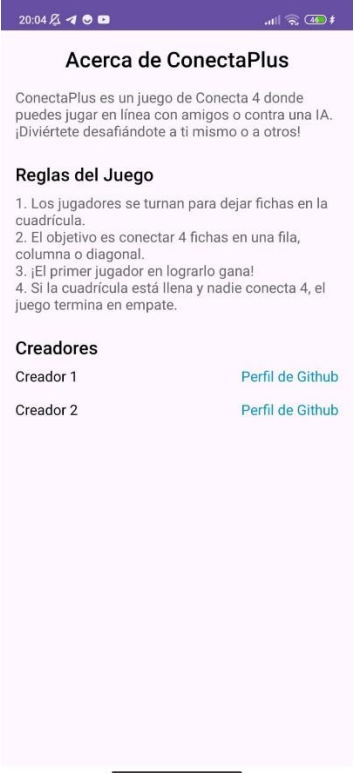 20:04
46
Acerca de ConectaPlus
ConectaPlus es un juego de Conecta 4 donde
puedes jugar en línea con amigos o contra una IA.
¡Diviértete desafiándote a ti mismo o a otros!
Reglas del Juego
1. Los jugadores se turnan para dejar fichas en la
cuadrícula.
2. El objetivo es conectar 4 fichas en una fila,
columna o diagonal.
3. ¡El primer jugador en lograrlo gana!
4. Si la cuadrícula está llena y nadie conecta 4, el
juego termina en empate.
Creadores
Creador 1 Perfil de Github
Creador 2 Perfil de Github